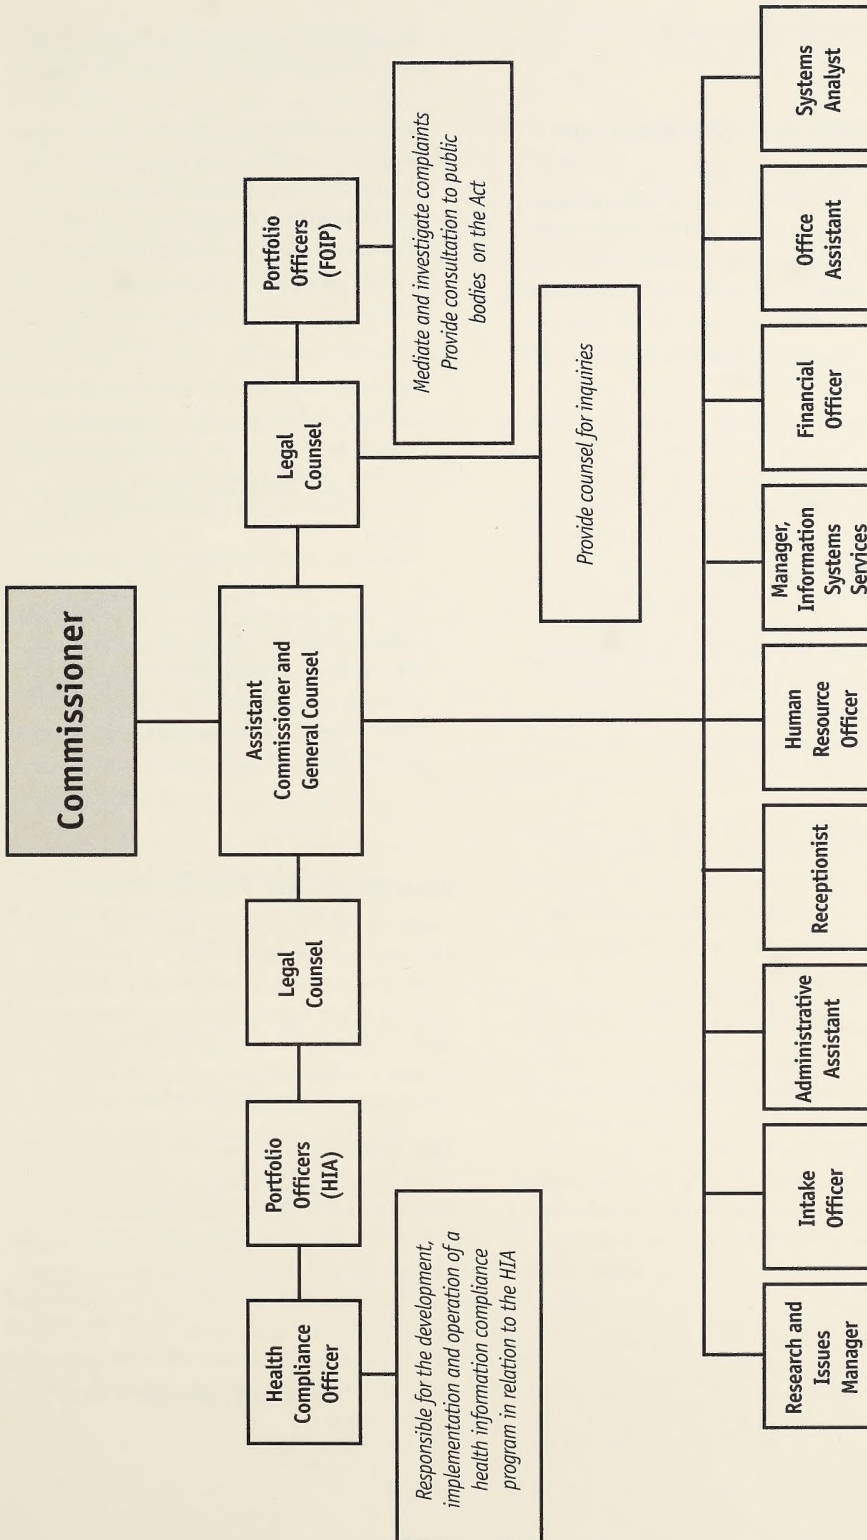 Commissioner
Assistant
Commissioner and
General Counsel
Health
Compliance
Officer
Portfolio
Officers
(HIA)
Legal
Counsel
Legal
Counsel
Portfolio
Officers
(FOIP)
Responsible for the development,
implementation and operation of a
health information compliance
program in relation to the HIA
Mediate and investigate complaints
Provide consultation to public
bodies on the Act
Provide counsel for inquiries
Research and
Issues
Manager
Intake
Officer
Administrative
Assistant
Receptionist
Human
Resource
Officer
Manager,
Information
Systems
Services
Financial
Officer
Office
Assistant
Systems
Analyst